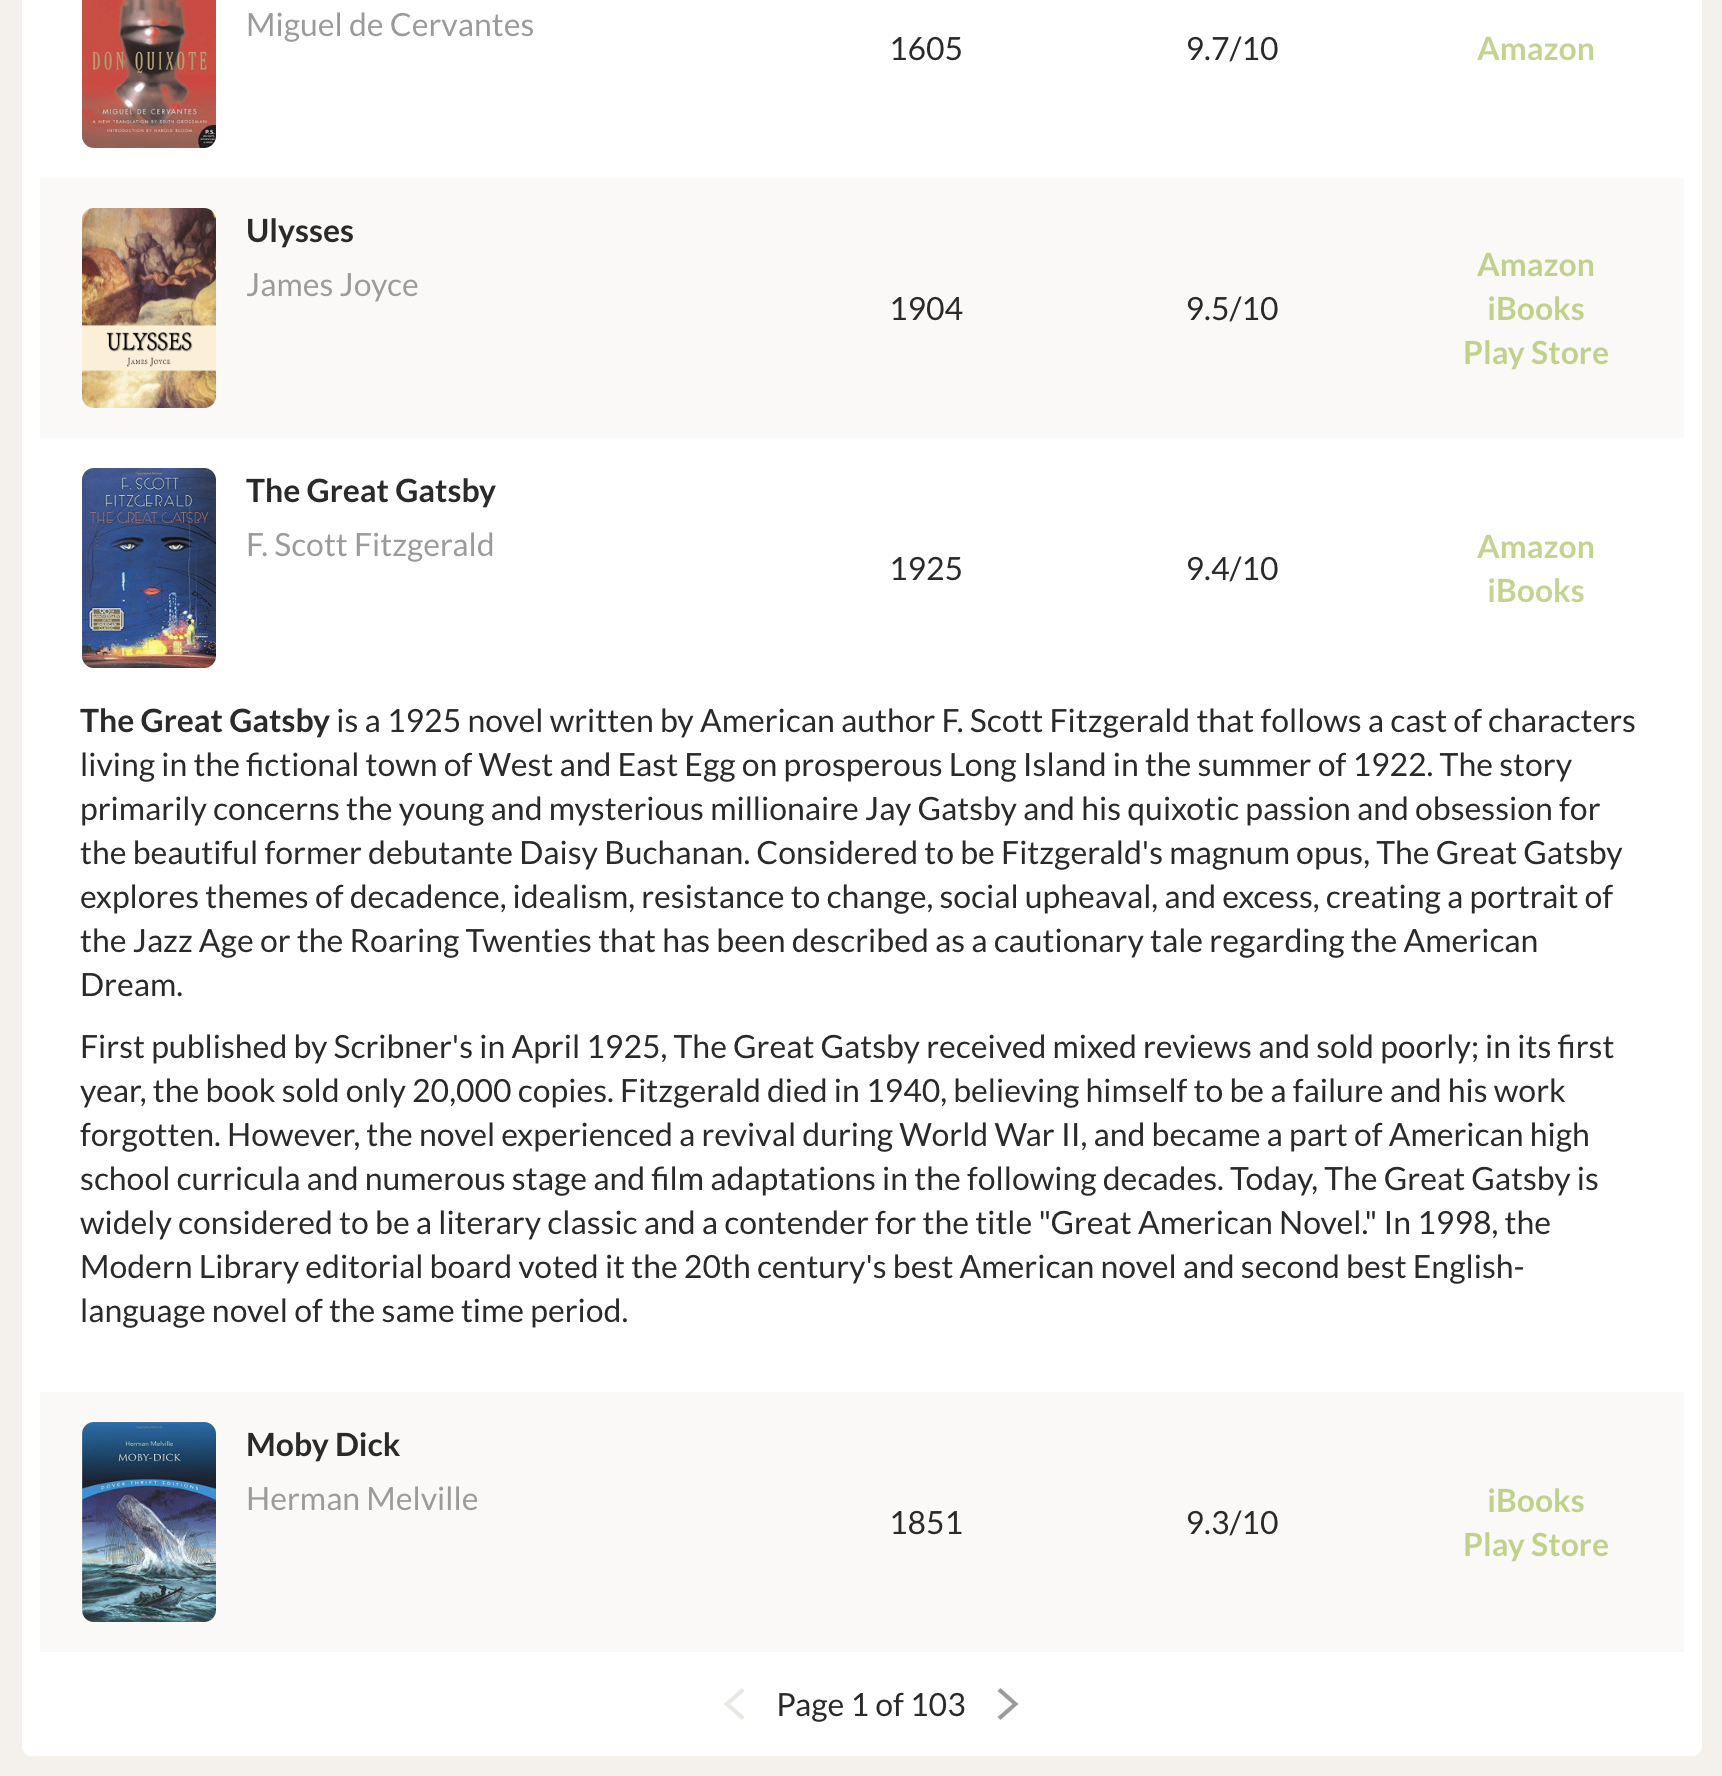 Miguel de Cervantes
1605
9.7/10
Amazon
DON QUIXOTE
MIGUEL DE CERVANTES
A NEW TRANSLATION BY EDITH GROSSMAN
INTRODUCTION BY HAROLD BLOOM
P.S.
Ulysses
James Joyce
1904
9.5/10
Amazon
iBooks
Play Store
ULYSSES
JAMES JOYCE
The Great Gatsby
F. Scott Fitzgerald
1925
9.4/10
Amazon
iBooks
F. SCOTT
FITZGERALD
THE GREAT GATSBY
The Great Gatsby is a 1925 novel written by American author F. Scott Fitzgerald that follows a cast of characters
living in the fictional town of West and East Egg on prosperous Long Island in the summer of 1922. The story
primarily concerns the young and mysterious millionaire Jay Gatsby and his quixotic passion and obsession for
the beautiful former debutante Daisy Buchanan. Considered to be Fitzgerald's magnum opus, The Great Gatsby
explores themes of decadence, idealism, resistance to change, social upheaval, and excess, creating a portrait of
the Jazz Age or the Roaring Twenties that has been described as a cautionary tale regarding the American
Dream.
First published by Scribner's in April 1925, The Great Gatsby received mixed reviews and sold poorly; in its first
year, the book sold only 20,000 copies. Fitzgerald died in 1940, believing himself to be a failure and his work
forgotten. However, the novel experienced a revival during World War II, and became a part of American high
school curricula and numerous stage and film adaptations in the following decades. Today, The Great Gatsby is
widely considered to be a literary classic and a contender for the title "Great American Novel." In 1998, the
Modern Library editorial board voted it the 20th century's best American novel and second best English-
language novel of the same time period.
Moby Dick
Herman Melville
1851
9.3/10
iBooks
Play Store
Herman Melville
MOBY-DICK
DOVER THRIFT EDITIONS
Page 1 of 103